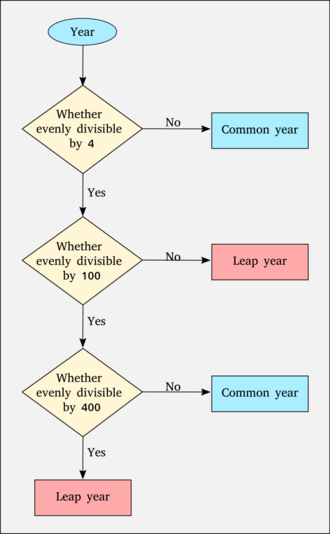 Year
Whether
evenly divisible
by 4
No
Common year
Yes
Whether
evenly divisible
by 100
No
Leap year
Yes
Whether
evenly divisible
by 400
No
Common year
Yes
Leap year